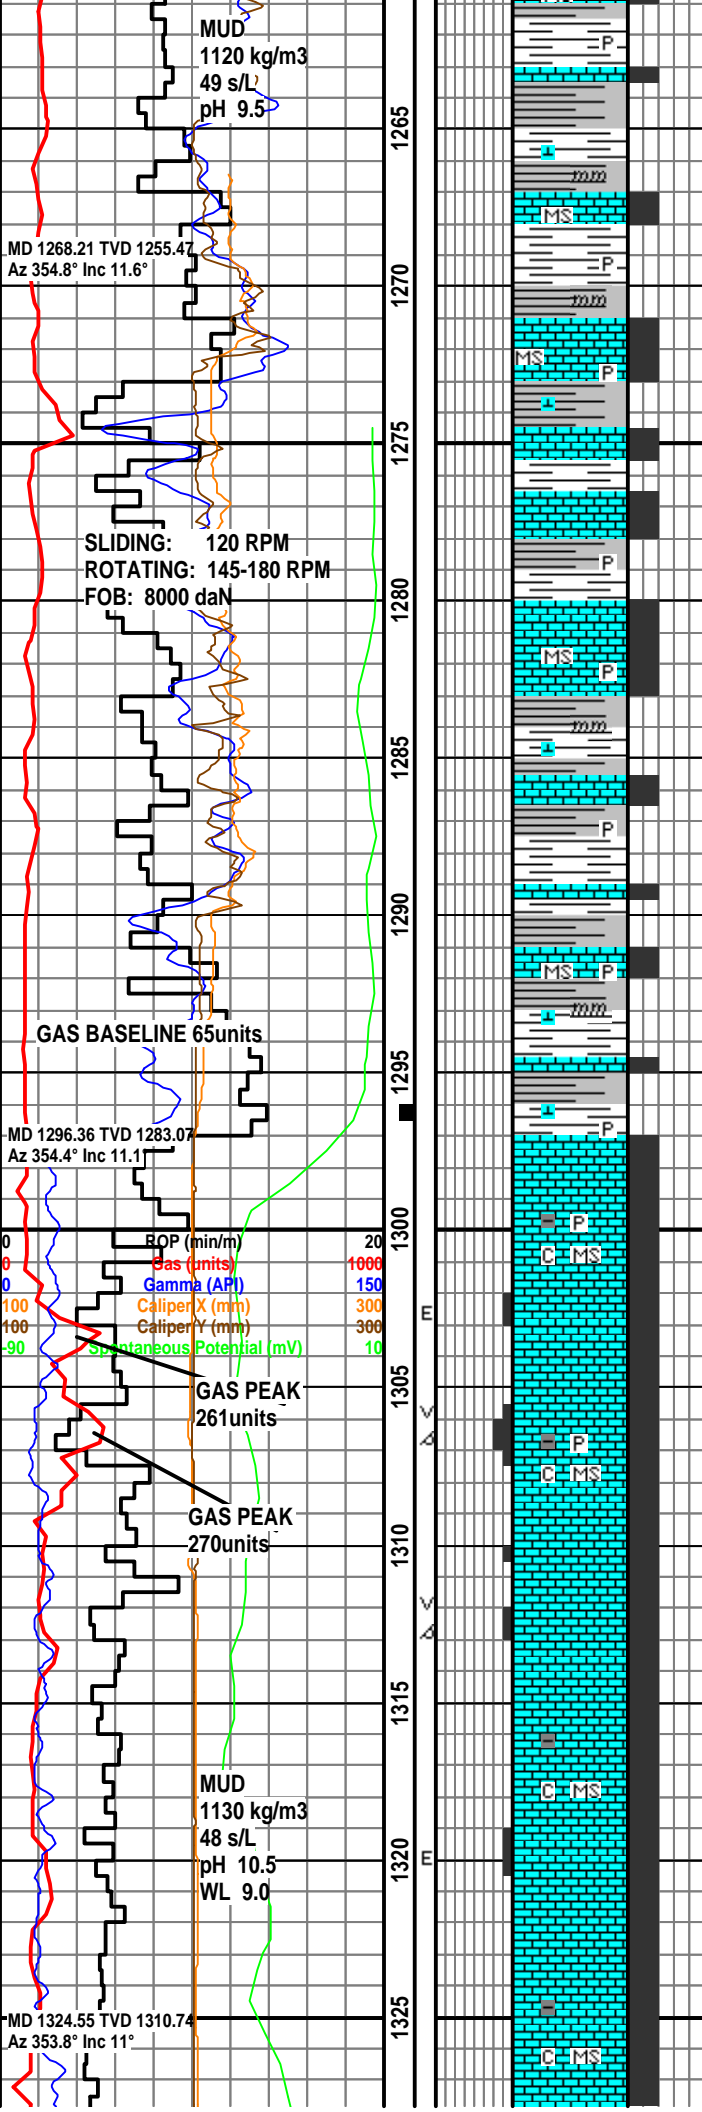 MUD
1120 kg/m3
49 s/L
pH 9.5
P
1265
mm
MS
MD 1268.21 TVD 1255.47
Az 354.8° Inc 11.6°
P
1270
mm
MS
P
1275
SLIDING: 120 RPM
ROTATING: 145-180 RPM
FOB: 8000 daN
P
1280
MS
P
mm
1285
P
1290
MS P
mm
GAS BASELINE 65units
1295
MD 1296.36 TVD 1283.07
Az 354.4° Inc 11.1°
P
1300
P
C MS
0 ROP (min/m) 20
0 Gas (units) 1000
0 Gamma (API) 150
100 Caliper X (mm) 300
100 Caliper Y (mm) 300
-90 Spontaneous Potential (mV) 10
E
GAS PEAK
261units
1305
V
P
C MS
GAS PEAK
270units
1310
V
1315
MUD
1130 kg/m3
48 s/L
pH 10.5
WL 9.0
C MS
1320
E
MD 1324.55 TVD 1310.74
Az 353.8° Inc 11°
1325
C MS